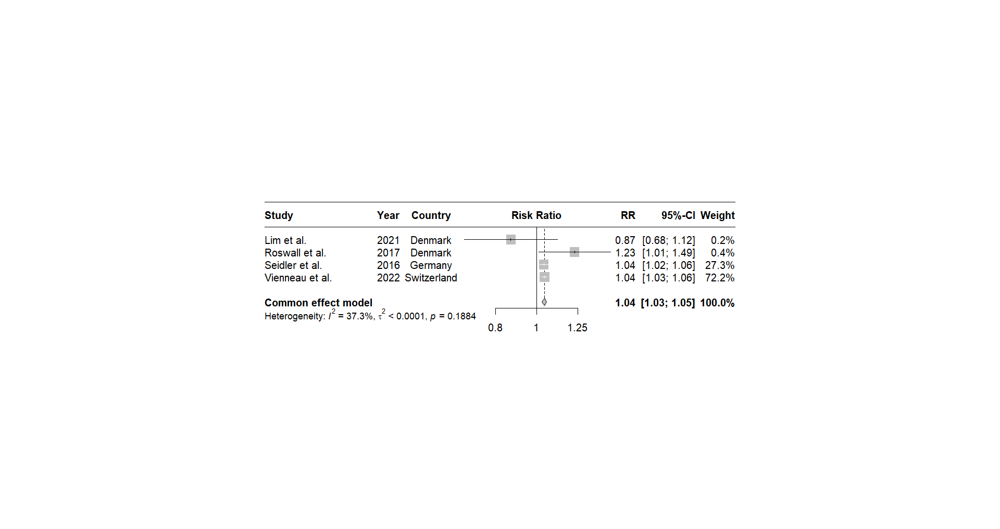 Study Year Country Risk Ratio RR 95%-CI Weight
Lim et al. 2021 Denmark 0.87 [0.68; 1.12] 0.2%
Roswall et al. 2017 Denmark 1.23 [1.01; 1.49] 0.4%
Seidler et al. 2016 Germany 1.04 [1.02; 1.06] 27.3%
Vienneau et al. 2022 Switzerland 1.04 [1.03; 1.06] 72.2%
Common effect model 1.04 [1.03; 1.05] 100.0%
Heterogeneity: I² = 37.3%, τ² < 0.0001, p = 0.1884
0.8 1 1.25